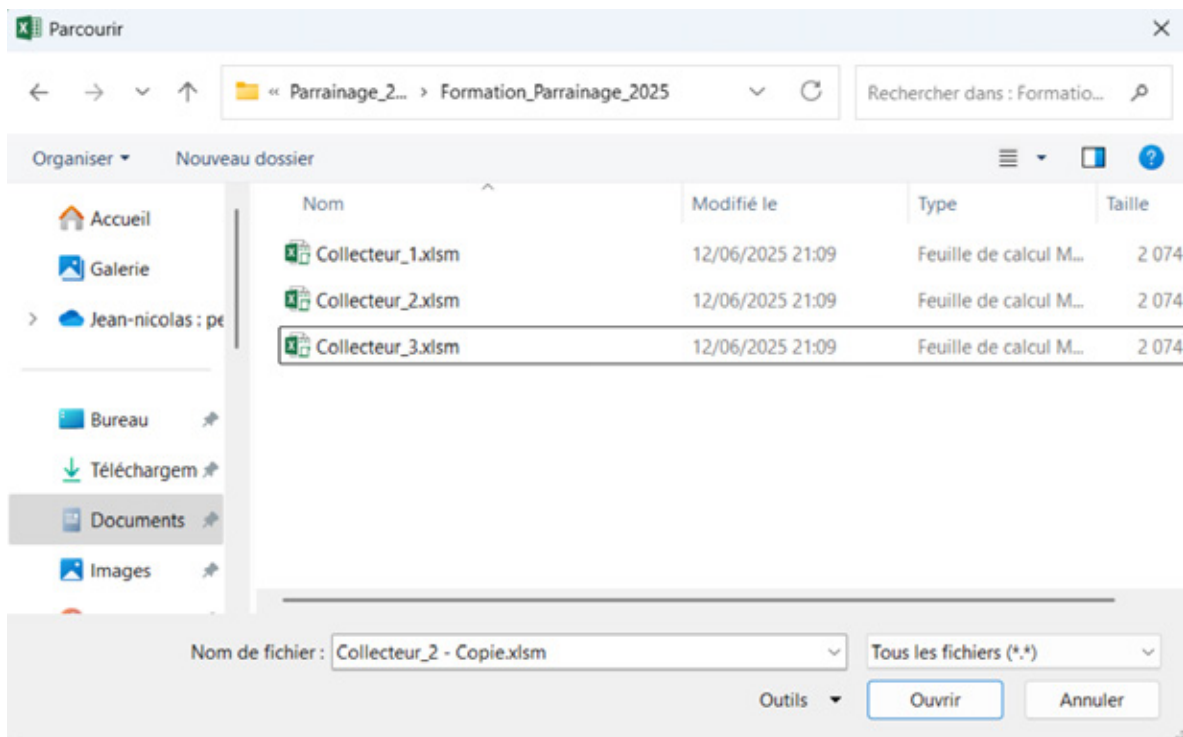 Parcourir
« Parrainage_2... › Formation_Parrainage_2025
Rechercher dans : Formatio...
Organiser Nouveau dossier
Nom Modifié le Type Taille
Accueil
Galerie
Jean-nicolas : pe
Bureau
Téléchargem
Documents
Images
Collecteur_1.xlsm 12/06/2025 21:09 Feuille de calcul M... 2 074
Collecteur_2.xlsm 12/06/2025 21:09 Feuille de calcul M... 2 074
Collecteur_3.xlsm 12/06/2025 21:09 Feuille de calcul M... 2 074
Nom de fichier : Collecteur_2 - Copie.xlsm Tous les fichiers (*.*)
Outils Ouvrir Annuler